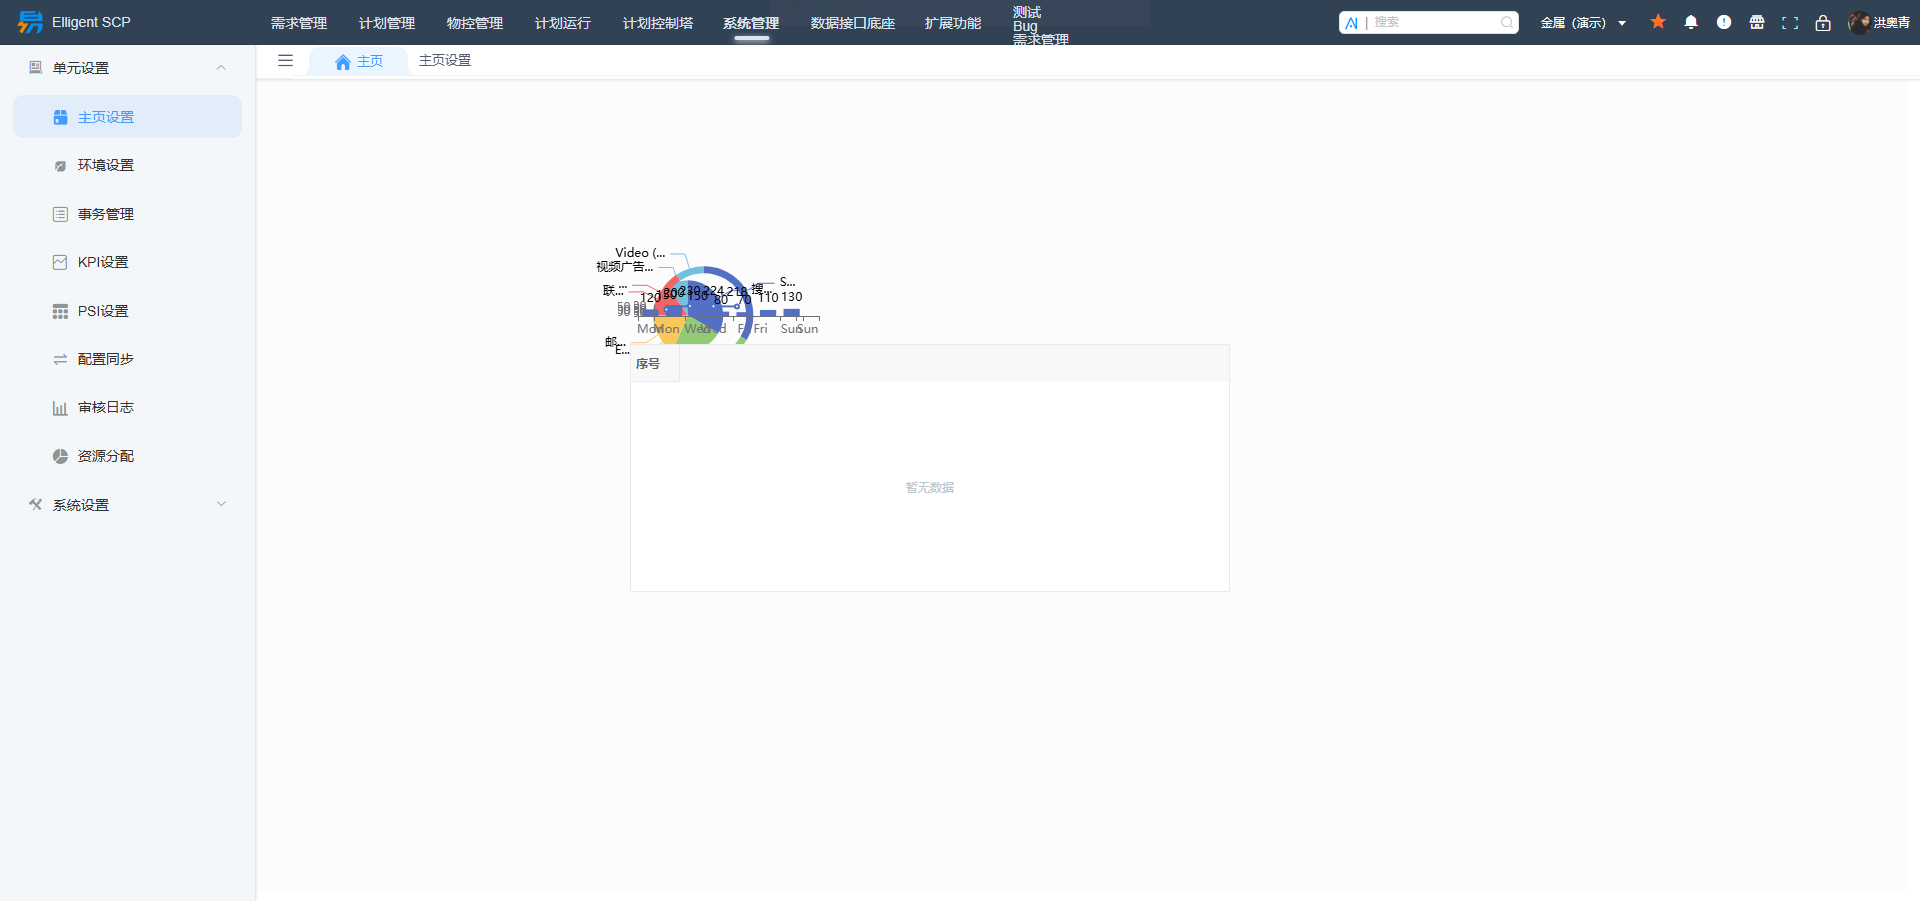 Elligent SCP
需求管理
计划管理
物控管理
计划运行
计划控制塔
系统管理
数据接口底座
扩展功能
测试
Bug
需求管理
AI | 搜索
金属（演示）
洪奥青
单元设置
主页
主页设置
主页设置
环境设置
事务管理
KPI设置
PSI设置
配置同步
审核日志
资源分配
系统设置
Video (...
视频广告...
联...
S...
搜...
120
200
150
230
224
80
218
70
110
130
Mon
Wed
Fri
Sun
Sun
邮...
E...
序号
暂无数据